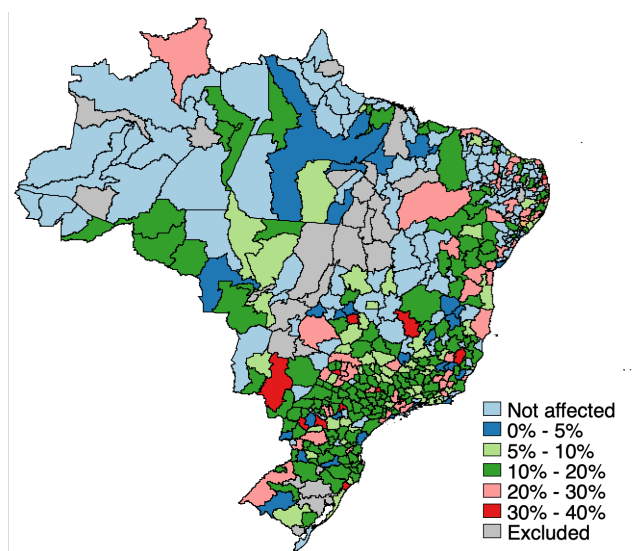 Not affected
0% - 5%
5% - 10%
10% - 20%
20% - 30%
30% - 40%
Excluded